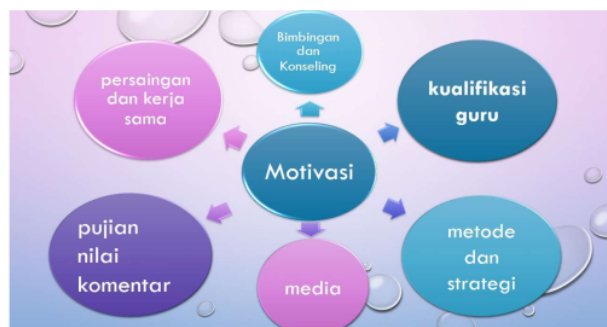 Bimbingan
dan
Konseling
persaingan
dan kerja
sama
kualifikasi
guru
Motivasi
pujian
nilai
komentar
metode
dan
strategi
media